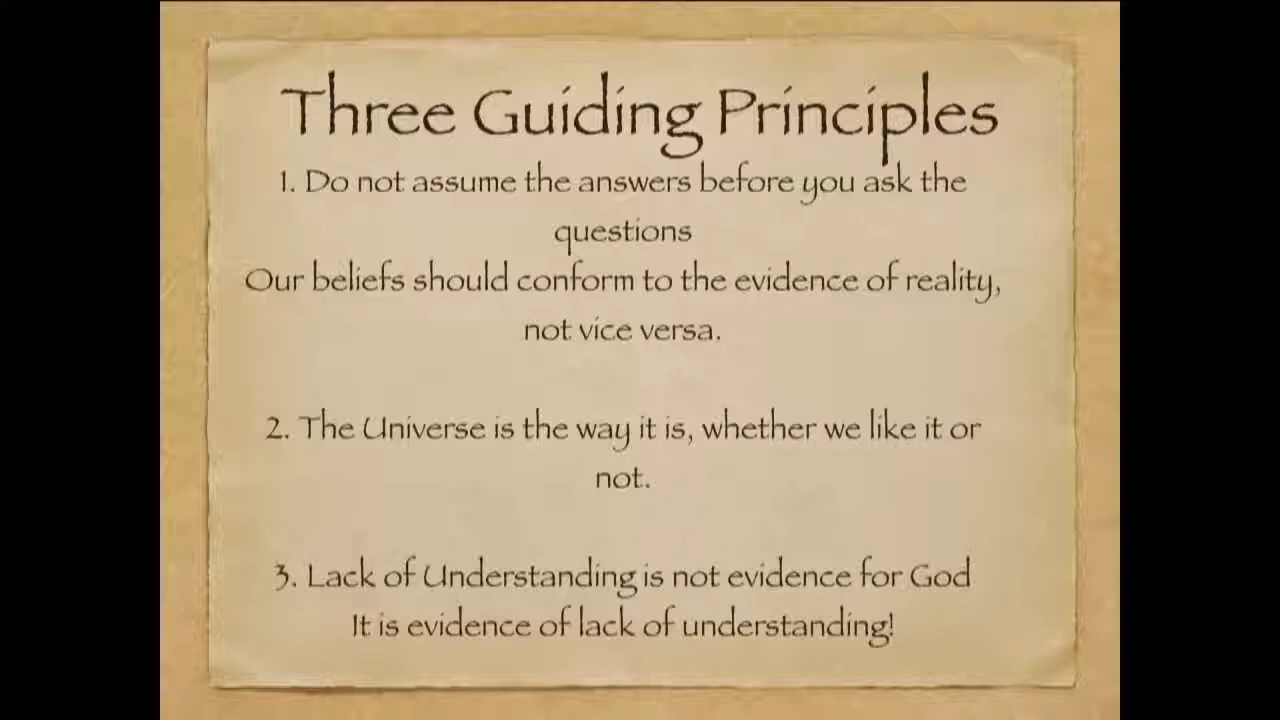 Three Guiding Principles
1. Do not assume the answers before you ask the
questions
Our beliefs should conform to the evidence of reality,
not vice versa.
2. The Universe is the way it is, whether we like it or
not.
3. Lack of Understanding is not evidence for God
It is evidence of lack of understanding!